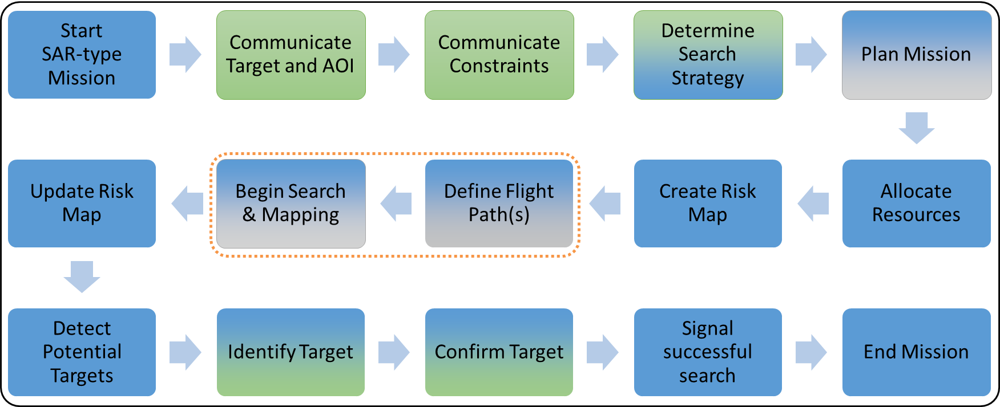 Start
SAR-type
Mission
Communicate
Target and AOI
Communicate
Constraints
Determine
Search
Strategy
Plan Mission
Allocate
Resources
Create Risk
Map
Define Flight
Path(s)
Begin Search
& Mapping
Update Risk
Map
Detect
Potential
Targets
Identify Target
Confirm Target
Signal
successful
search
End Mission